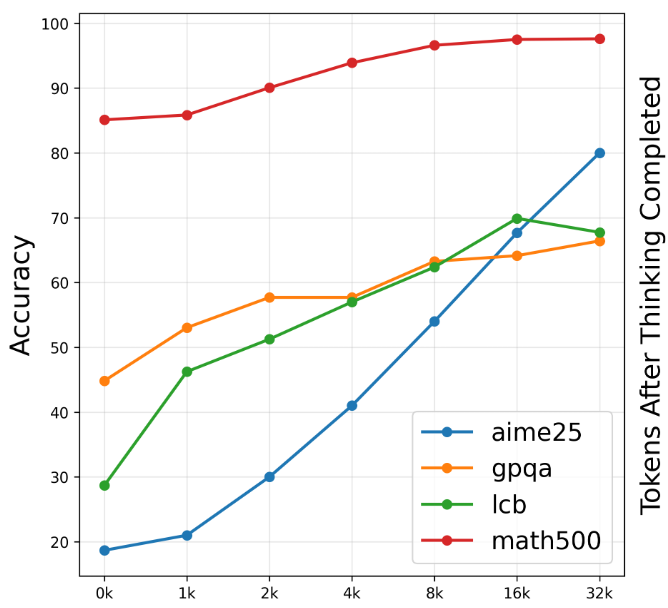 100
90
80
70
60
50
40
30
20
Accuracy
0k 1k 2k 4k 8k 16k 32k
aime25
gpqa
lcb
math500
Tokens After Thinking Completed